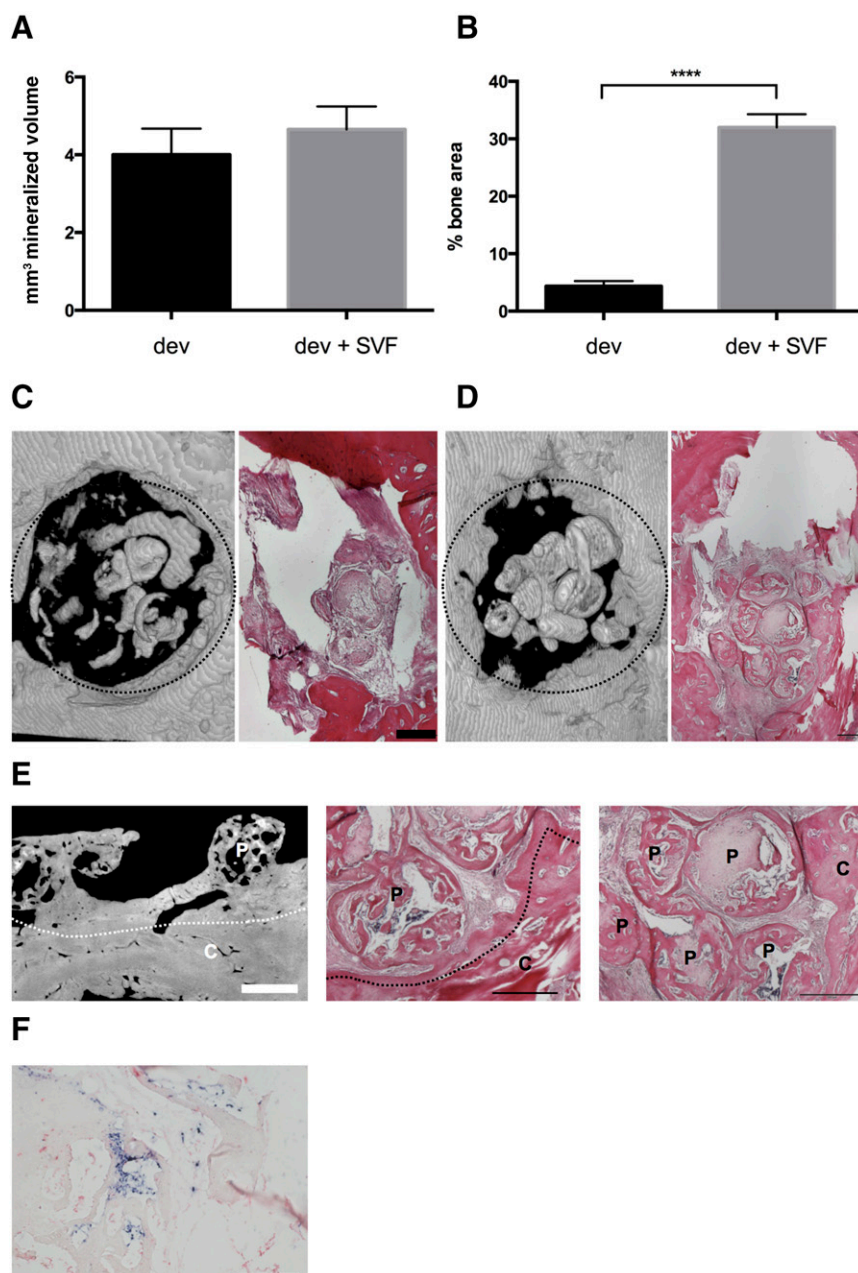 A
6
4
2
0
mm³ mineralized volume
dev
dev + SVF
B
40
30
20
10
0
% bone area
****
dev
dev + SVF
C
D
E
P
C
P
C
P
P
C
P
P
P
F